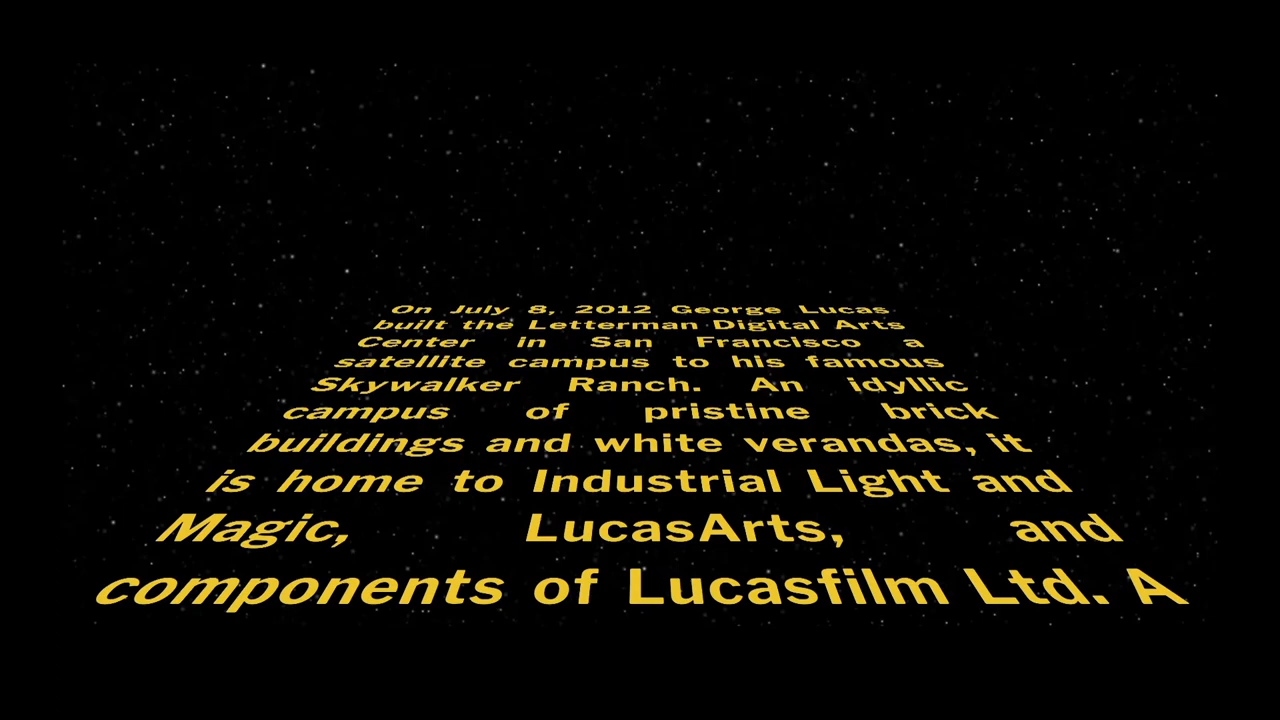 On July 8, 2012 George Lucas
built the Letterman Digital Arts
Center in San Francisco a
satellite campus to his famous
Skywalker Ranch. An idyllic
campus of pristine brick
buildings and white verandas, it
is home to Industrial Light and
Magic, LucasArts, and
components of Lucasfilm Ltd. A